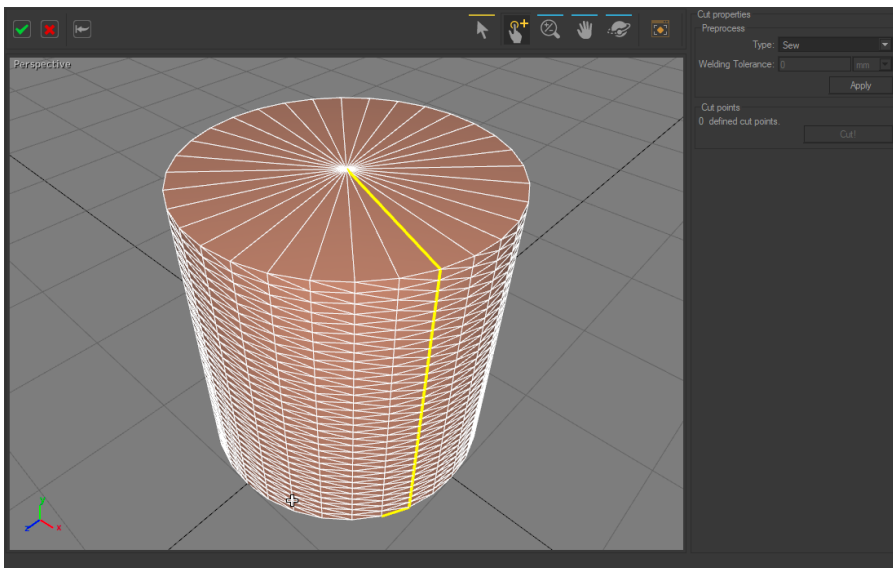 Perspective
Cut properties
Preprocess
Type: Sew
Welding Tolerance: 0 mm
Apply
Cut points
0 defined cut points.
Cut!
y
z
x